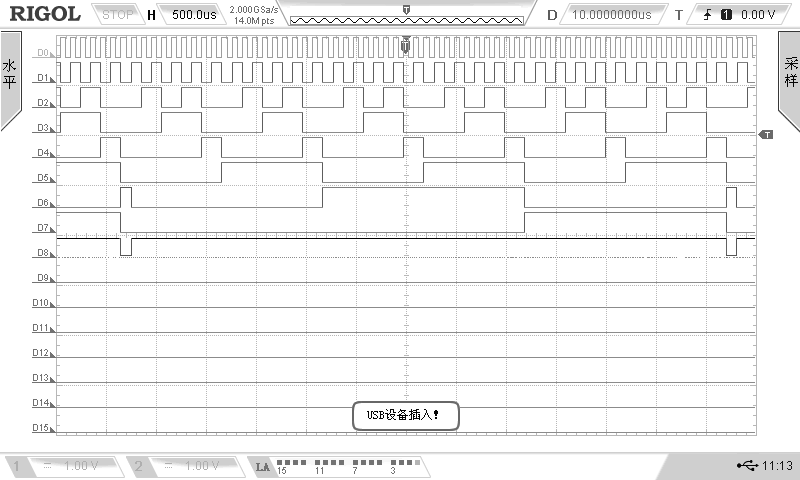 RIGOL STOP H 500.0us 2.000GSa/s 14.0M pts T D 10.0000000us T 1 0.00 V
水平
采样
T
D0
D1
D2
D3
D4
D5
D6
D7
D8
D9
D10
D11
D12
D13
D14
D15
USB设备插入!
1 1.00 V 2 1.00 V LA 15 11 7 3 11:13